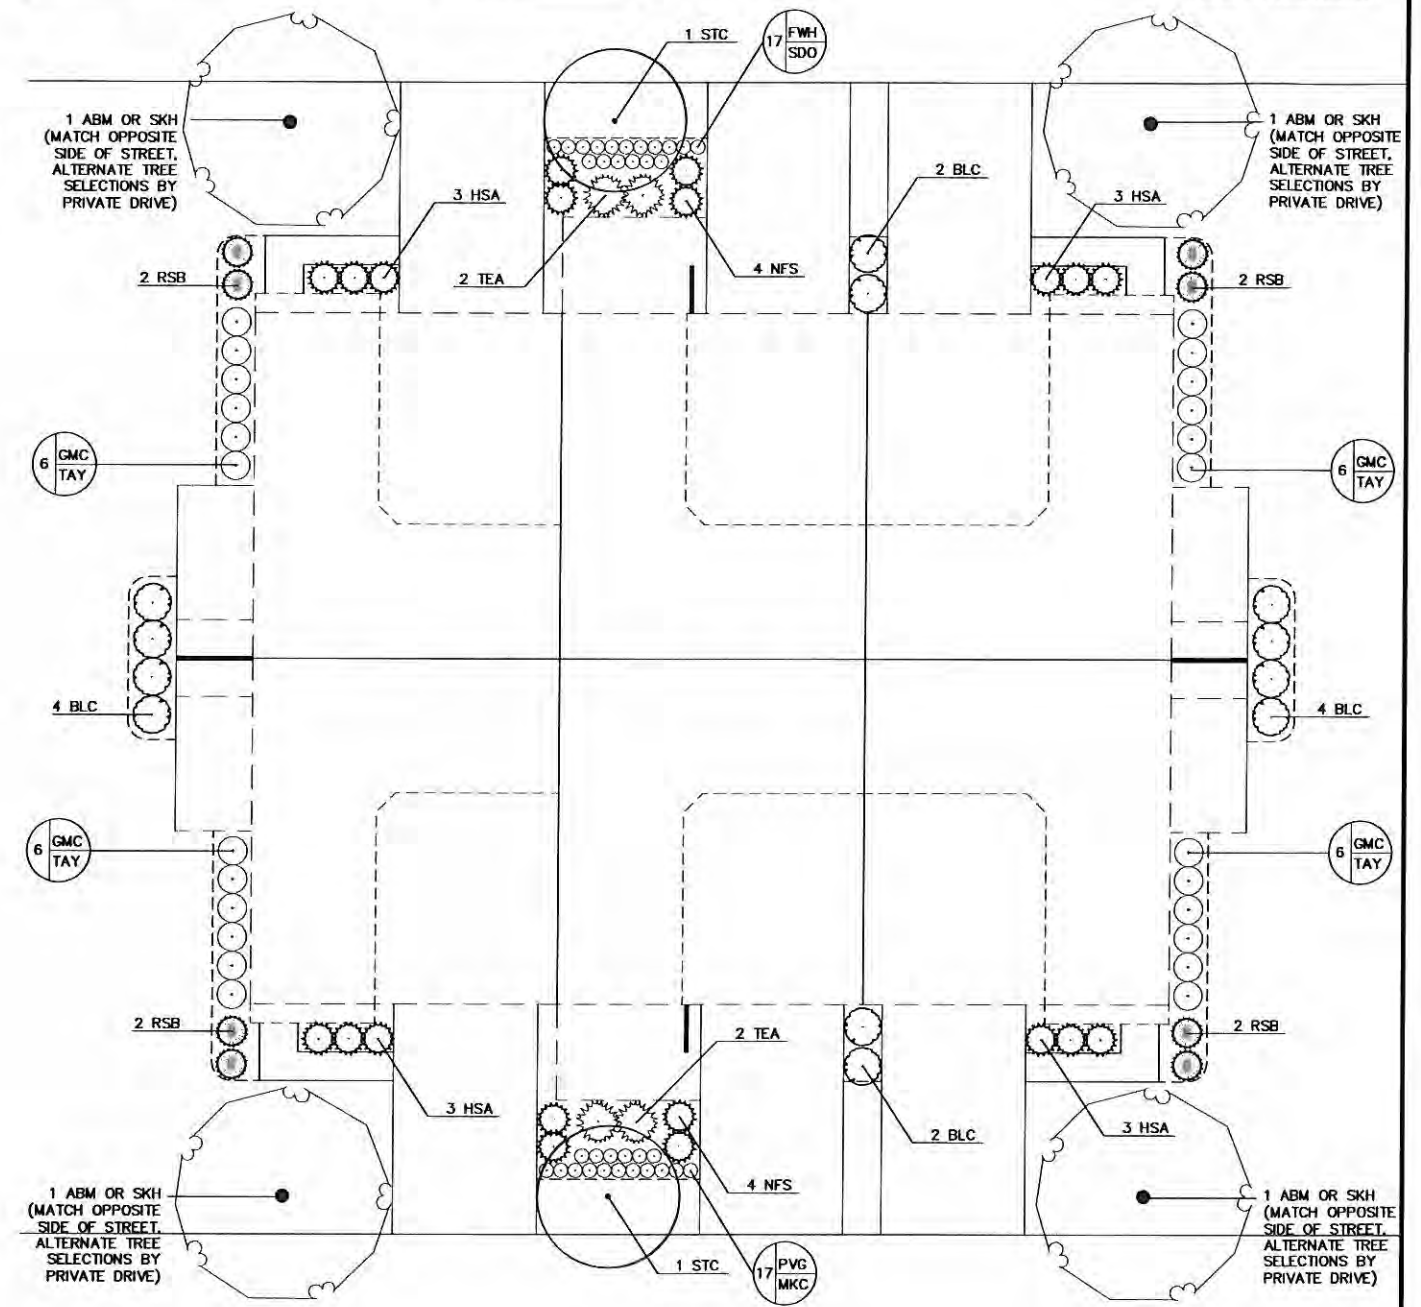 1 STC
17 FWH
SDO
1 ABM OR SKH
(MATCH OPPOSITE
SIDE OF STREET,
ALTERNATE TREE
SELECTIONS BY
PRIVATE DRIVE)
1 ABM OR SKH
(MATCH OPPOSITE
SIDE OF STREET,
ALTERNATE TREE
SELECTIONS BY
PRIVATE DRIVE)
2 BLC
3 HSA
3 HSA
2 RSB
2 TEA
4 NFS
2 RSB
6 GMC
TAY
6 GMC
TAY
4 BLC
4 BLC
6 GMC
TAY
6 GMC
TAY
2 RSB
2 TEA
2 RSB
3 HSA
2 BLC
3 HSA
4 NFS
1 ABM OR SKH
(MATCH OPPOSITE
SIDE OF STREET,
ALTERNATE TREE
SELECTIONS BY
PRIVATE DRIVE)
1 STC
17 PVG
MKC
1 ABM OR SKH
(MATCH OPPOSITE
SIDE OF STREET,
ALTERNATE TREE
SELECTIONS BY
PRIVATE DRIVE)